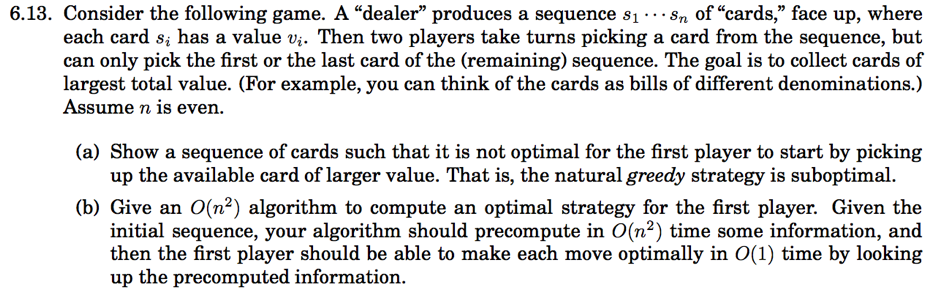 6.13. Consider the following game. A “dealer” produces a sequence s₁ ··· sₙ of “cards,” face up, where
each card sᵢ has a value vᵢ. Then two players take turns picking a card from the sequence, but
can only pick the first or the last card of the (remaining) sequence. The goal is to collect cards of
largest total value. (For example, you can think of the cards as bills of different denominations.)
Assume n is even.
(a) Show a sequence of cards such that it is not optimal for the first player to start by picking
up the available card of larger value. That is, the natural greedy strategy is suboptimal.
(b) Give an O(n²) algorithm to compute an optimal strategy for the first player. Given the
initial sequence, your algorithm should precompute in O(n²) time some information, and
then the first player should be able to make each move optimally in O(1) time by looking
up the precomputed information.